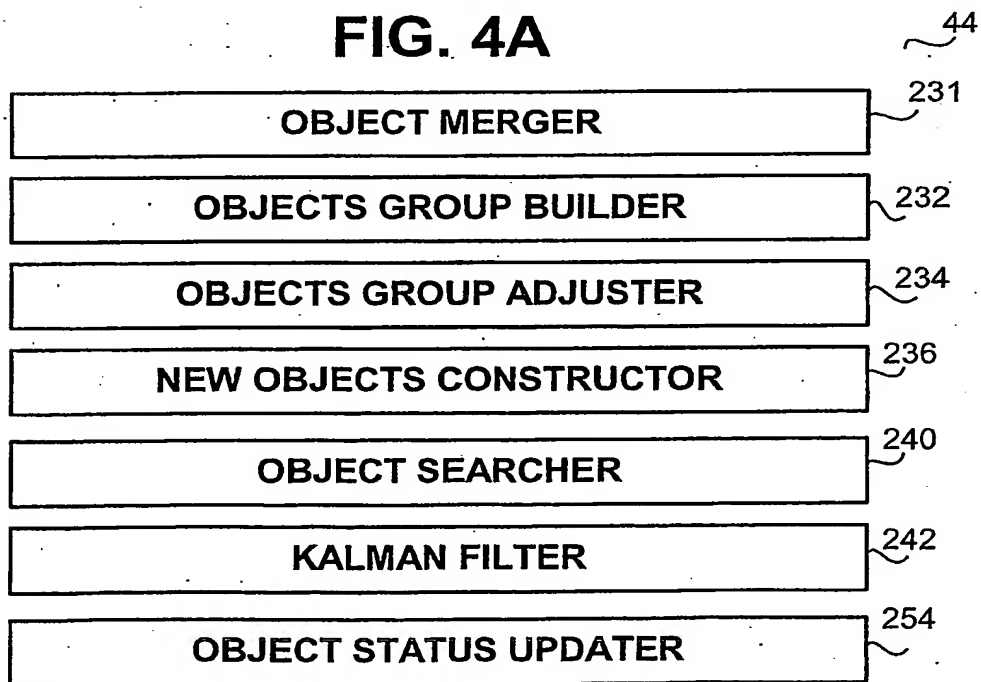 FIG. 4A
44
OBJECT MERGER 231
OBJECTS GROUP BUILDER 232
OBJECTS GROUP ADJUSTER 234
NEW OBJECTS CONSTRUCTOR 236
OBJECT SEARCHER 240
KALMAN FILTER 242
OBJECT STATUS UPDATER 254